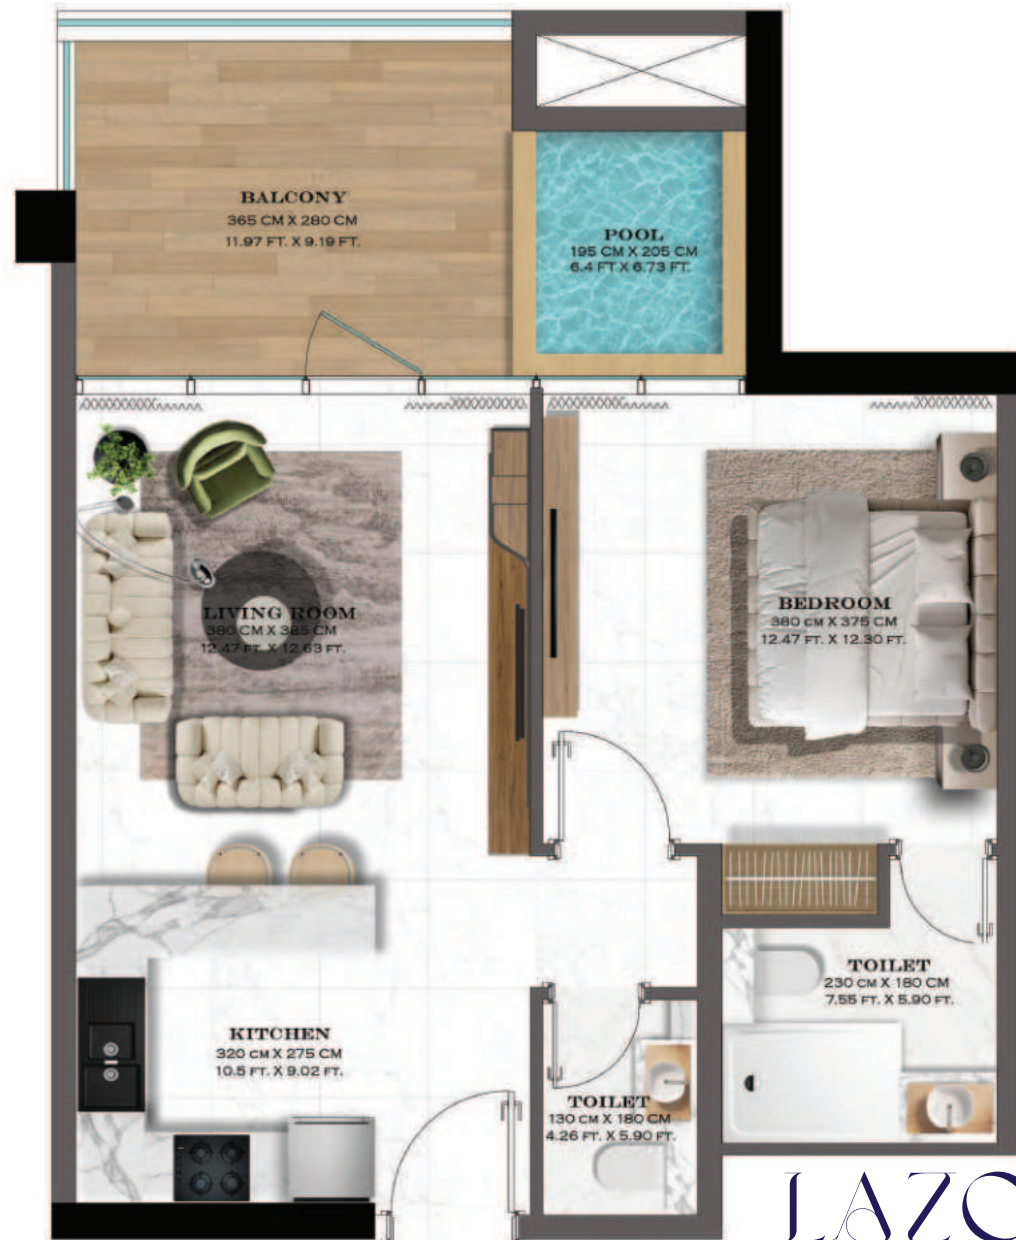 BALCONY
365 CM X 280 CM
11.97 FT. X 9.19 FT.
POOL
195 CM X 205 CM
6.4 FT X 6.73 FT.
LIVING ROOM
380 CM X 385 CM
12.47 FT. X 12.63 FT.
BEDROOM
380 CM X 375 CM
12.47 FT. X 12.30 FT.
TOILET
230 CM X 180 CM
7.55 FT. X 5.90 FT.
KITCHEN
320 CM X 275 CM
10.5 FT. X 9.02 FT.
TOILET
130 CM X 180 CM
4.26 FT. X 5.90 FT.